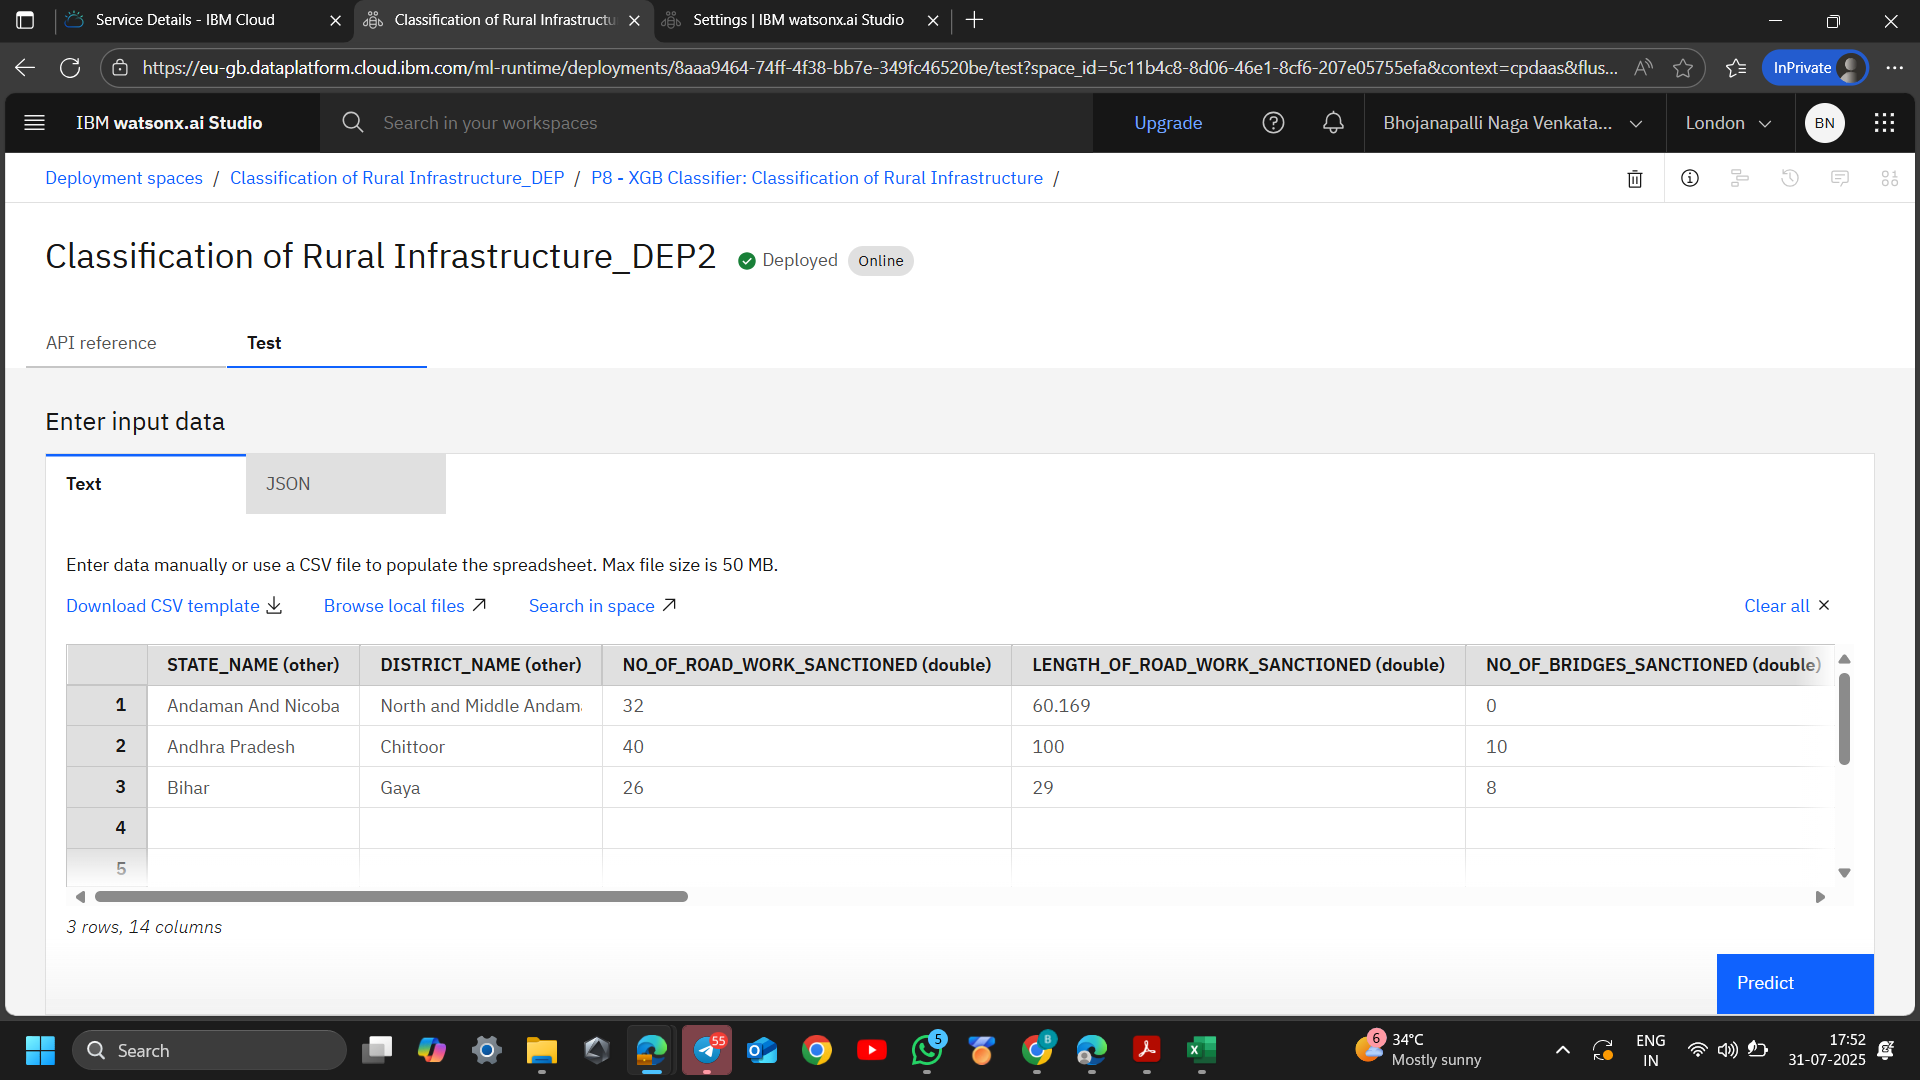 Service Details - IBM Cloud
Classification of Rural Infrastructu
Settings | IBM watsonx.ai Studio
https://eu-gb.dataplatform.cloud.ibm.com/ml-runtime/deployments/8aaa9464-74ff-4f38-bb7e-349fc46520be/test?space_id=5c11b4c8-8d06-46e1-8cf6-207e05755efa&context=cpdaas&flus...
InPrivate
IBM watsonx.ai Studio
Search in your workspaces
Upgrade
Bhojanapalli Naga Venkata...
London
BN
Deployment spaces / Classification of Rural Infrastructure_DEP / P8 - XGB Classifier: Classification of Rural Infrastructure /
Classification of Rural Infrastructure_DEP2
Deployed
Online
API reference
Test
Enter input data
Text
JSON
Enter data manually or use a CSV file to populate the spreadsheet. Max file size is 50 MB.
Download CSV template
Browse local files
Search in space
Clear all
STATE_NAME (other) DISTRICT_NAME (other) NO_OF_ROAD_WORK_SANCTIONED (double) LENGTH_OF_ROAD_WORK_SANCTIONED (double) NO_OF_BRIDGES_SANCTIONED (double)
1 Andaman And Nicoba North and Middle Andam 32 60.169 0
2 Andhra Pradesh Chittoor 40 100 10
3 Bihar Gaya 26 29 8
4
5
3 rows, 14 columns
Predict
Search
55
5
B
6
34°C
Mostly sunny
ENG
IN
17:52
31-07-2025